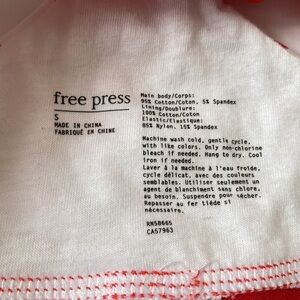 free press
S
MADE IN CHINA
FABRIQUÉ EN CHINE
Main body/Corps:
95% Cotton/Coton, 5% Spandex
Lining/Doublure:
100% Cotton/Coton
Elastic/Elastique:
85% Nylon, 15% Spandex
Machine wash cold, gentle cycle,
with like colors. Only non-chlorine
bleach if needed. Hang to dry. Cool
iron if needed.
Laver à la machine à l'eau froide,
cycle délicat, avec des couleurs
semblables. Utiliser seulement un
agent de blanchiment sans chlore,
au besoin. Suspendre pour sécher.
Repasser au fer tiède si
nécessaire.
RN58665
CA57963